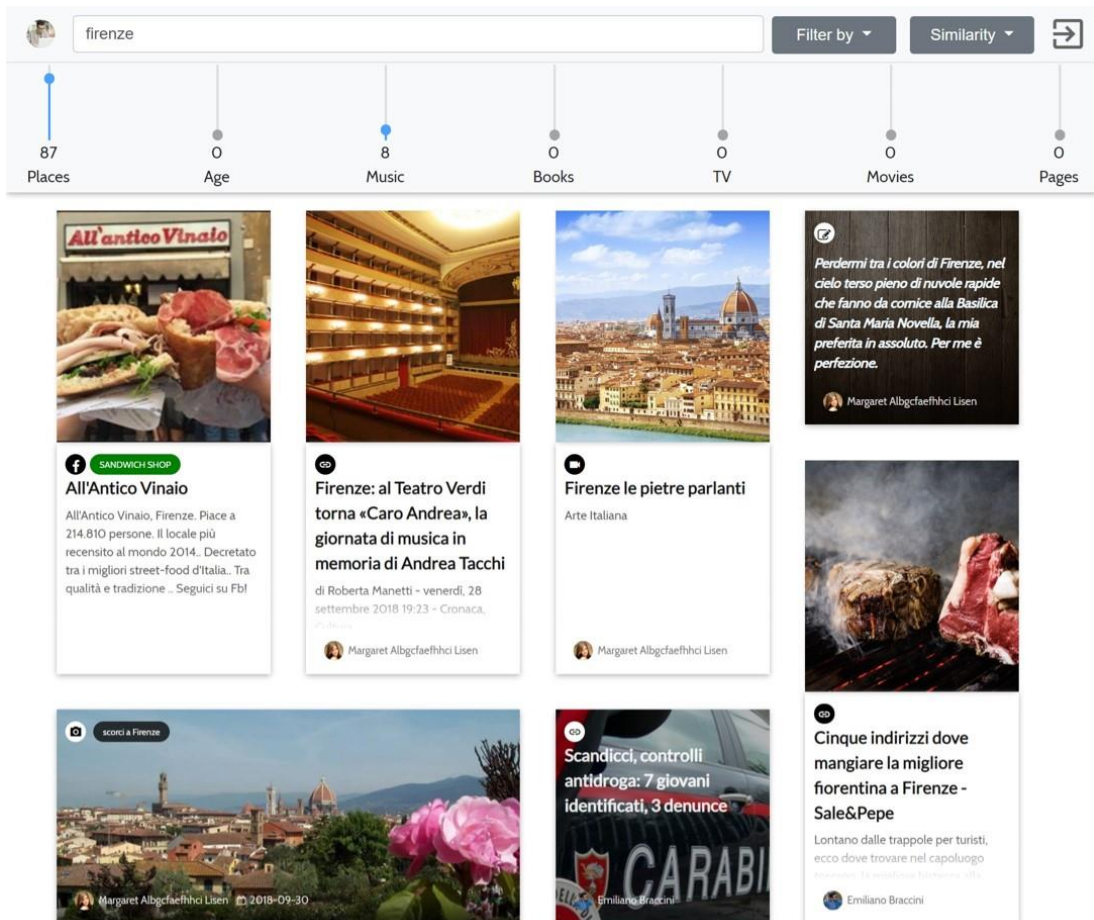 firenze
Filter by
Similarity
87
0
8
0
0
0
0
Places
Age
Music
Books
TV
Movies
Pages
All'antico Vinaio
SANDWICH SHOP
All'Antico Vinaio
All'Antico Vinaio, Firenze. Piace a
214.810 persone. Il locale più
recensito al mondo 2014.. Decretato
tra i migliori street-food d'Italia.. Tra
qualità e tradizione .. Seguici su Fb!
Firenze: al Teatro Verdi
torna «Caro Andrea», la
giornata di musica in
memoria di Andrea Tacchi
di Roberta Manetti - venerdì, 28
settembre 2018 19:23 - Cronaca,
Margaret Albgcfaefhhci Lisen
Firenze le pietre parlanti
Arte Italiana
Margaret Albgcfaefhhci Lisen
Perdermi tra i colori di Firenze, nel
cielo terso pieno di nuvole rapide
che fanno da cornice alla Basilica
di Santa Maria Novella, la mia
preferita in assoluto. Per me è
perfezione.
Margaret Albgcfaefhhci Lisen
scorci a Firenze
Margaret Albgcfaefhhci Lisen 2018-09-30
Scandicci, controlli
antidroga: 7 giovani
identificati, 3 denunce
CARABI
Emiliano Braccini
Cinque indirizzi dove
mangiare la migliore
fiorentina a Firenze -
Sale&Pepe
Lontano dalle trappole per turisti,
ecco dove trovare nel capoluogo
Emiliano Braccini